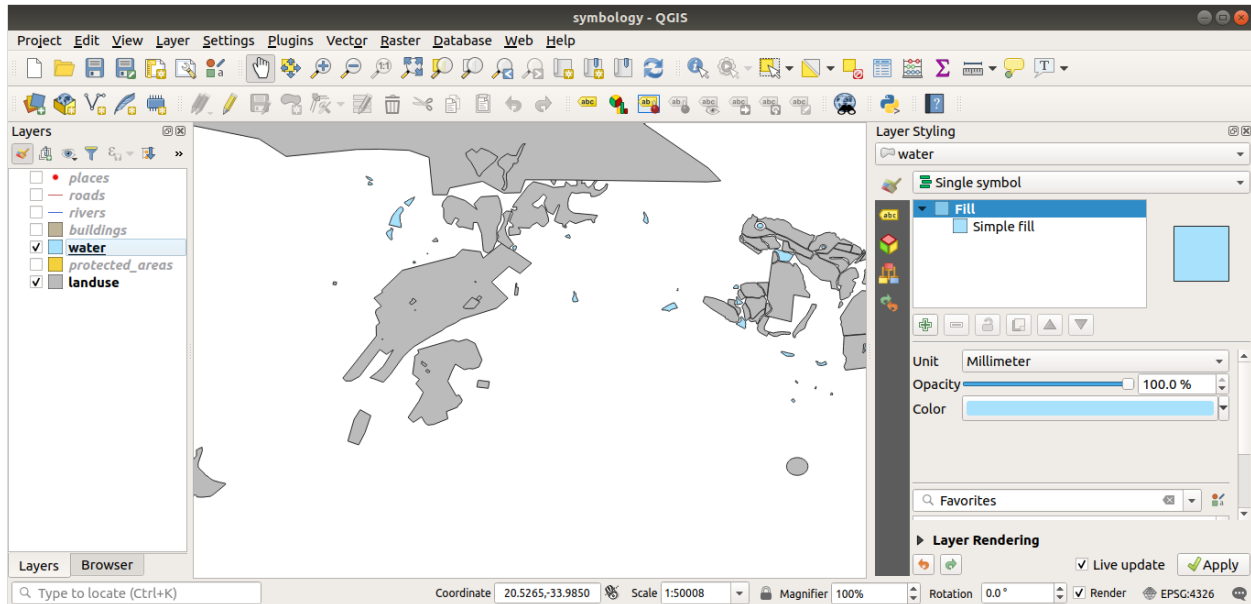 symbology - QGIS
Project Edit View Layer Settings Plugins Vector Raster Database Web Help
Layers
places
roads
rivers
buildings
water
protected_areas
landuse
Layers Browser
Layer Styling
water
Single symbol
Fill
Simple fill
Unit Millimeter
Opacity 100.0 %
Color
Favorites
Layer Rendering
Live update Apply
Type to locate (Ctrl+K) Coordinate 20.5265,-33.9850 Scale 1:50008 Magnifier 100% Rotation 0.0 ° Render EPSG:4326